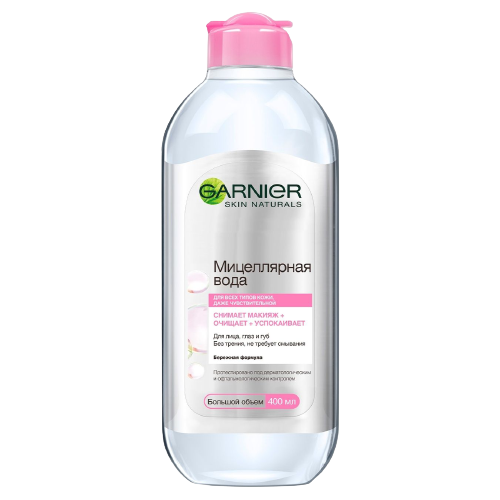 GARNIER
SKIN NATURALS
Мицеллярная
вода
ДЛЯ ВСЕХ ТИПОВ КОЖИ,
ДАЖЕ ЧУВСТВИТЕЛЬНОЙ
СНИМАЕТ МАКИЯЖ +
ОЧИЩАЕТ + УСПОКАИВАЕТ
Для лица, глаз и губ
Без трения, не требует смывания
Бережная формула
Протестировано под дерматологическим
и офтальмологическим контролем
Большой объем 400 мл